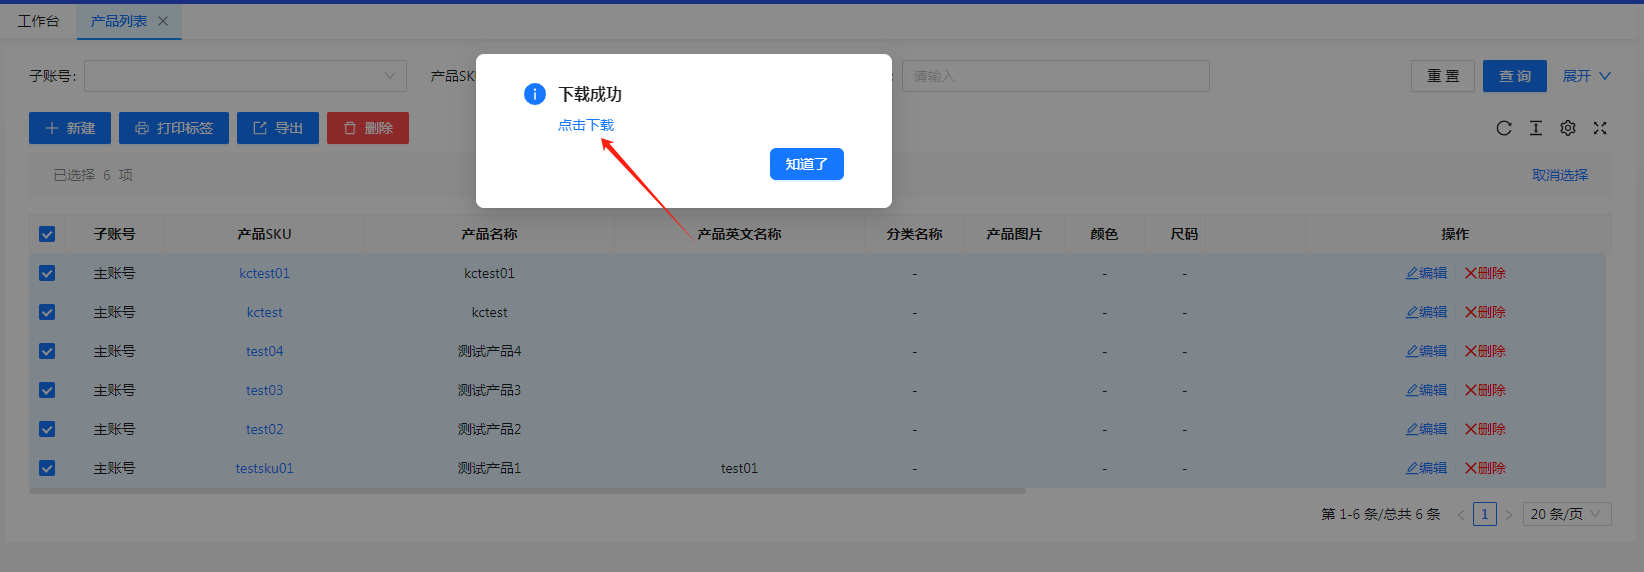 工作台 产品列表
子账号: 产品SK : 请输入 重 置 查 询 展开
下载成功
点击下载
知道了
新建 打印标签 导出 删除
已选择 6 项 取消选择
子账号 产品SKU 产品名称 产品英文名称 分类名称 产品图片 颜色 尺码 操作
主账号 kctest01 kctest01 - - - 编辑 删除
主账号 kctest kctest - - - 编辑 删除
主账号 test04 测试产品4 - - - 编辑 删除
主账号 test03 测试产品3 - - - 编辑 删除
主账号 test02 测试产品2 - - - 编辑 删除
主账号 testsku01 测试产品1 test01 - - - 编辑 删除
第 1-6 条/总共 6 条 < 1 > 20 条/页